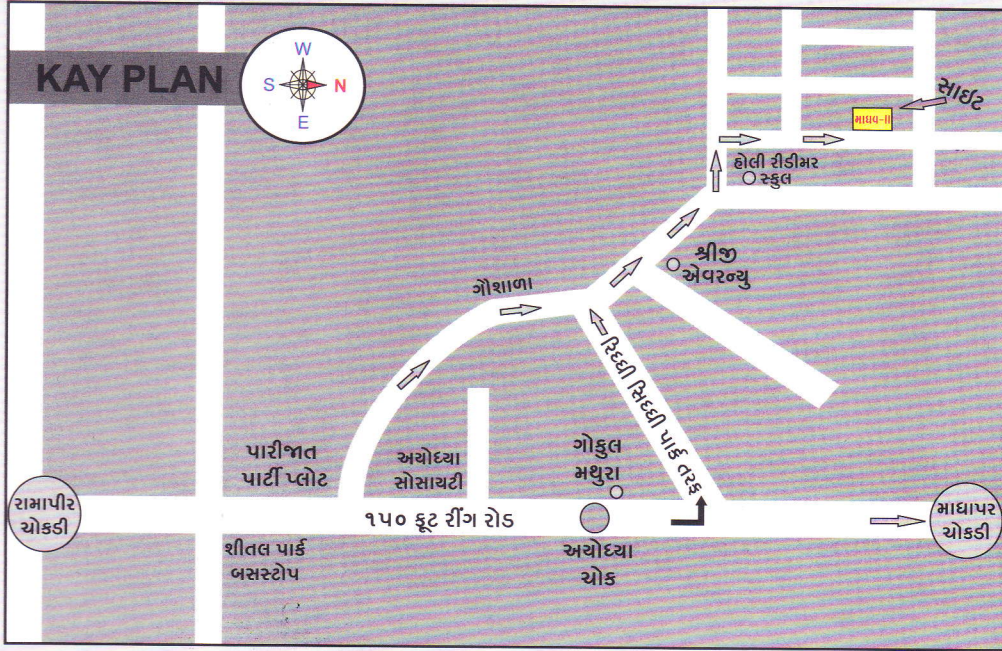 KAY PLAN
W
S
N
E
સાઈટ
માધવ-II
હોલી રીડીમર
સ્કુલ
શ્રીજી
એવરન્યુ
ગૌશાળા
રિધ્ધી સિધ્ધી પાર્ક તરફ
પારીજાત
પાર્ટી પ્લોટ
અયોધ્યા
સોસાયટી
ગોકુલ
મથુરા
રામાપીર
ચોકડી
૧૫૦ ફૂટ રીંગ રોડ
માધાપર
ચોકડી
શીતલ પાર્ક
બસસ્ટોપ
અયોધ્યા
ચોક